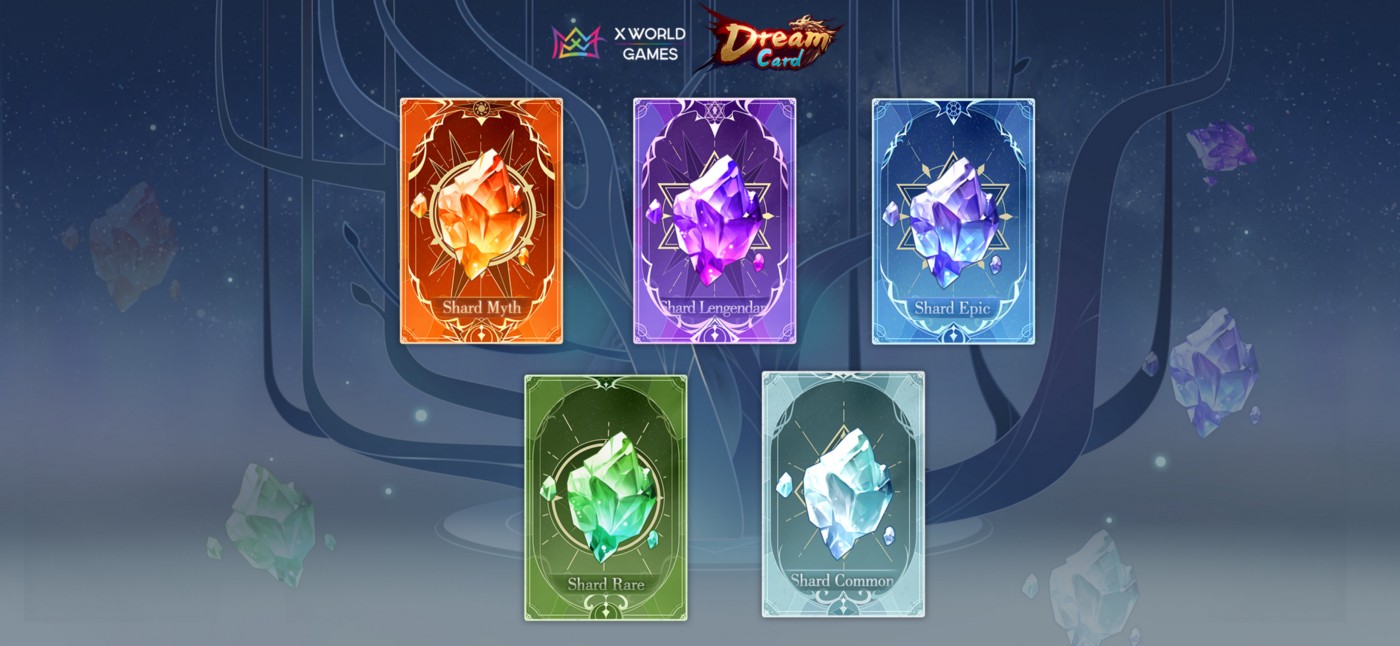 X WORLD
GAMES
Dream
Card
Shard Myth
Shard Lengendar
Shard Epic
Shard Rare
Shard Common